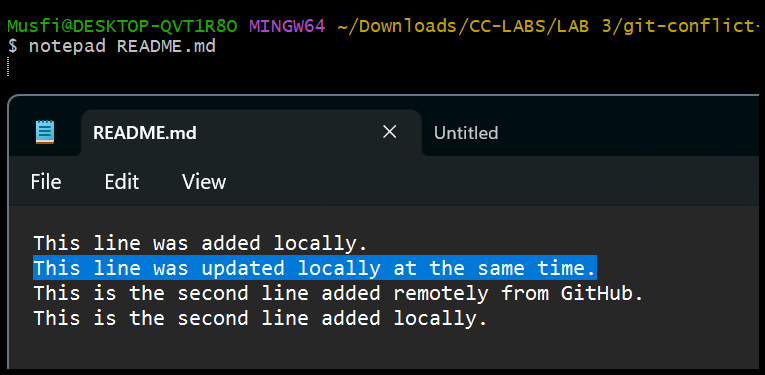 Musfi@DESKTOP-QVT1R8O MINGW64 ~/Downloads/CC-LABS/LAB 3/git-conflict-
$ notepad README.md
README.md Untitled
File Edit View
This line was added locally.
This line was updated locally at the same time.
This is the second line added remotely from GitHub.
This is the second line added locally.